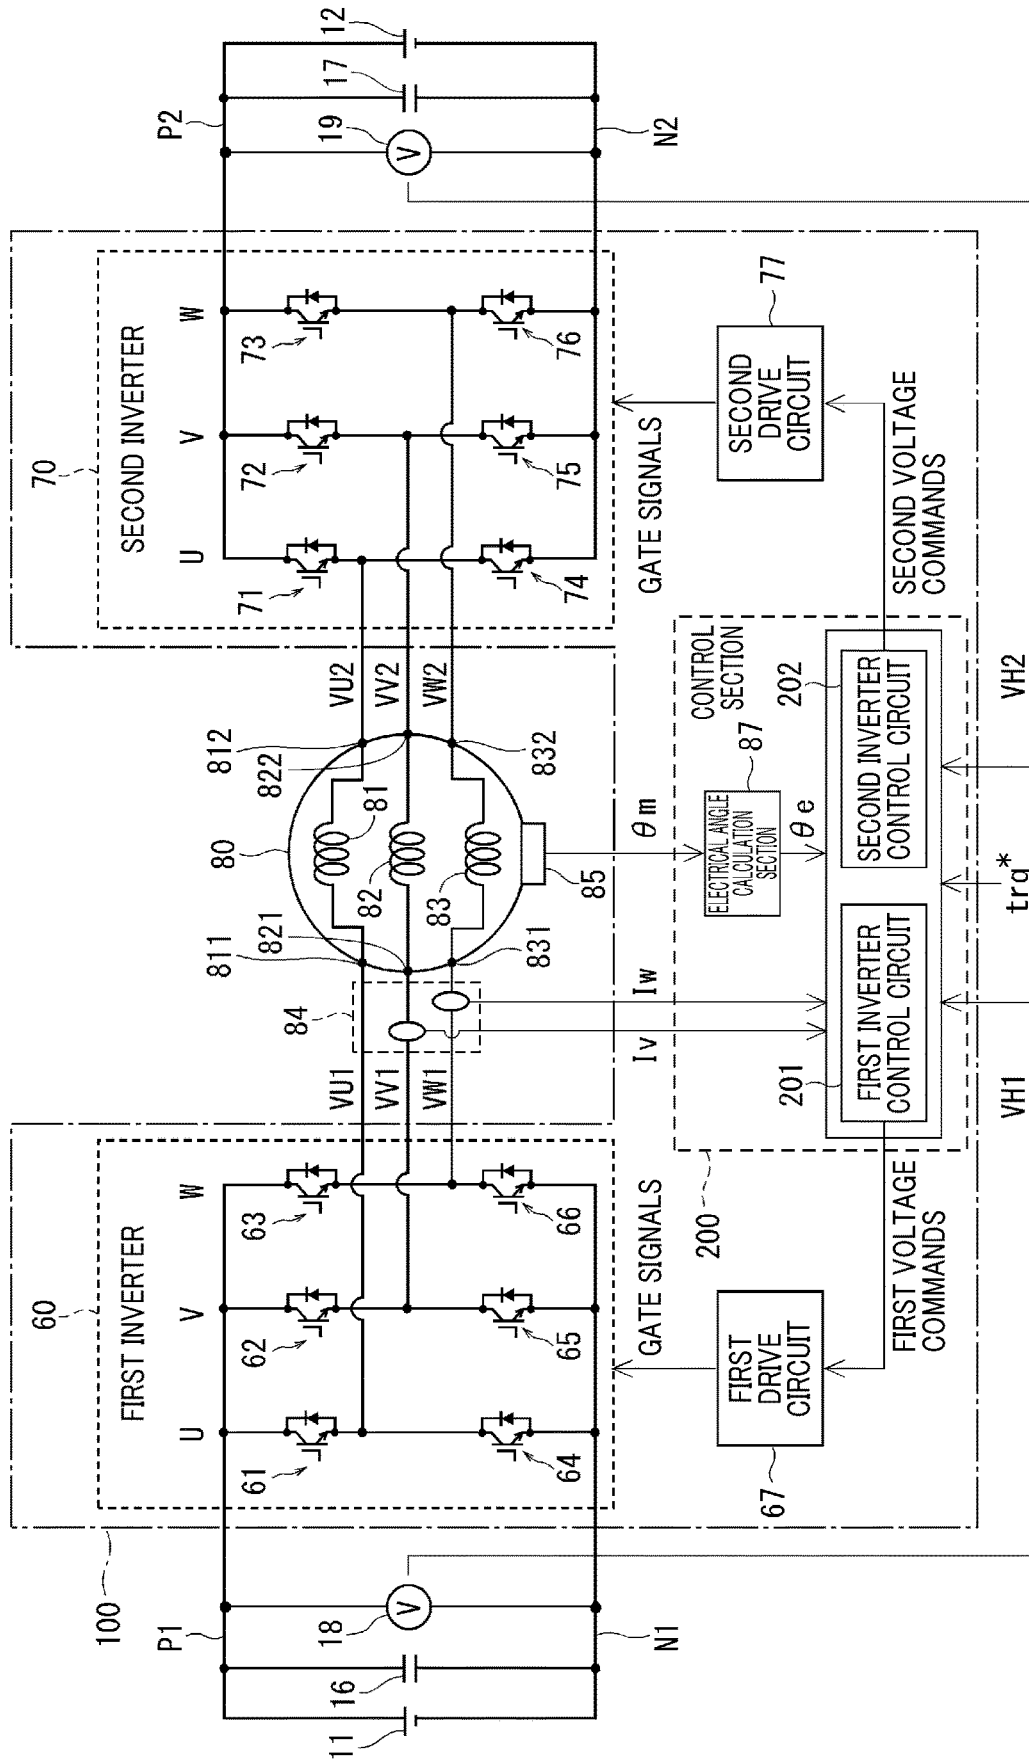 100
60
FIRST INVERTER
U
V
W
61
62
63
64
65
66
P1
N1
11
16
18
V
70
SECOND INVERTER
U
V
W
71
72
73
74
75
76
P2
N2
12
17
19
V
VU1
VV1
VW1
84
811
821
831
80
81
82
83
85
812
822
832
VU2
VV2
VW2
Iv
Iw
θm
GATE SIGNALS
GATE SIGNALS
FIRST
DRIVE
CIRCUIT
67
SECOND
DRIVE
CIRCUIT
77
200
CONTROL
SECTION
ELECTRICAL ANGLE
CALCULATION
SECTION
87
θe
201
FIRST INVERTER
CONTROL CIRCUIT
202
SECOND INVERTER
CONTROL CIRCUIT
FIRST VOLTAGE
COMMANDS
SECOND VOLTAGE
COMMANDS
VH1
trq*
VH2